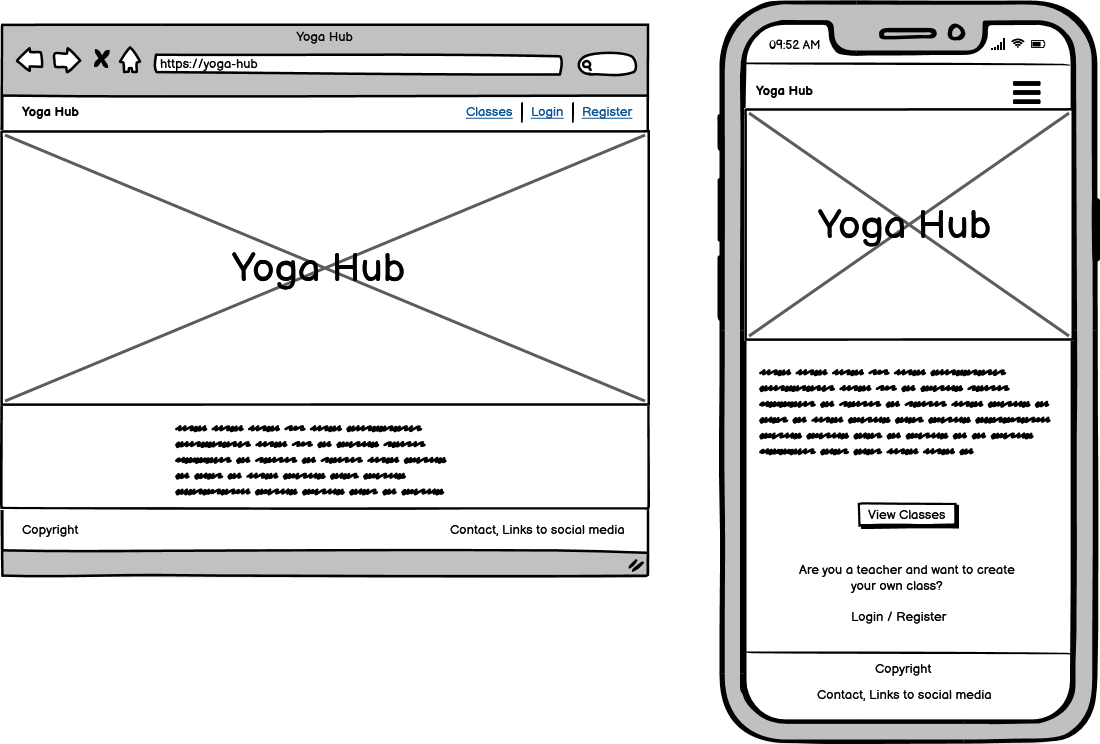 Yoga Hub
https://yoga-hub
Yoga Hub
Classes | Login | Register
Yoga Hub
Copyright
Contact, Links to social media
09:52 AM
Yoga Hub
Yoga Hub
View Classes
Are you a teacher and want to create
your own class?
Login / Register
Copyright
Contact, Links to social media